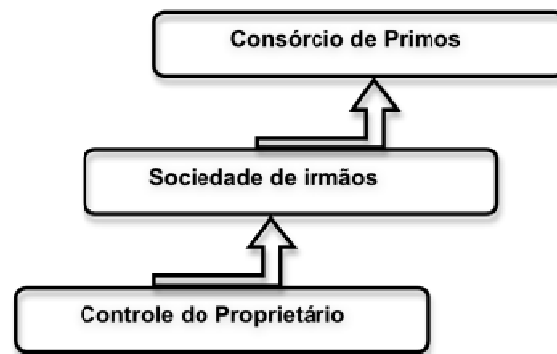 Consórcio de Primos
Sociedade de irmãos
Controle do Proprietário